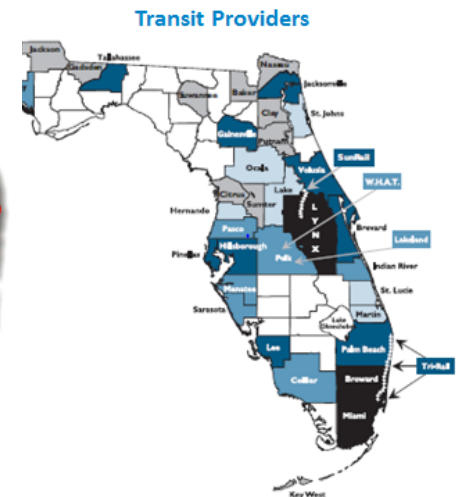 Transit Providers
Jackson
Gadsden
Tallahassee
Nassau
Jacksonville
Suwannee
Baker
Clay
St. Johns
Gainesville
Putnam
Volusia
SunRail
Ocala
W.H.A.T.
Citrus
Sumter
Lake
L
Y
N
X
Hernando
Pasco
Brevard
Lakeland
Hillsborough
Pinellas
Polk
Indian River
Manatee
St. Lucie
Sarasota
Martin
Lake
Okeechobee
Lee
Palm Beach
Tri-Rail
Collier
Broward
Miami
Key West